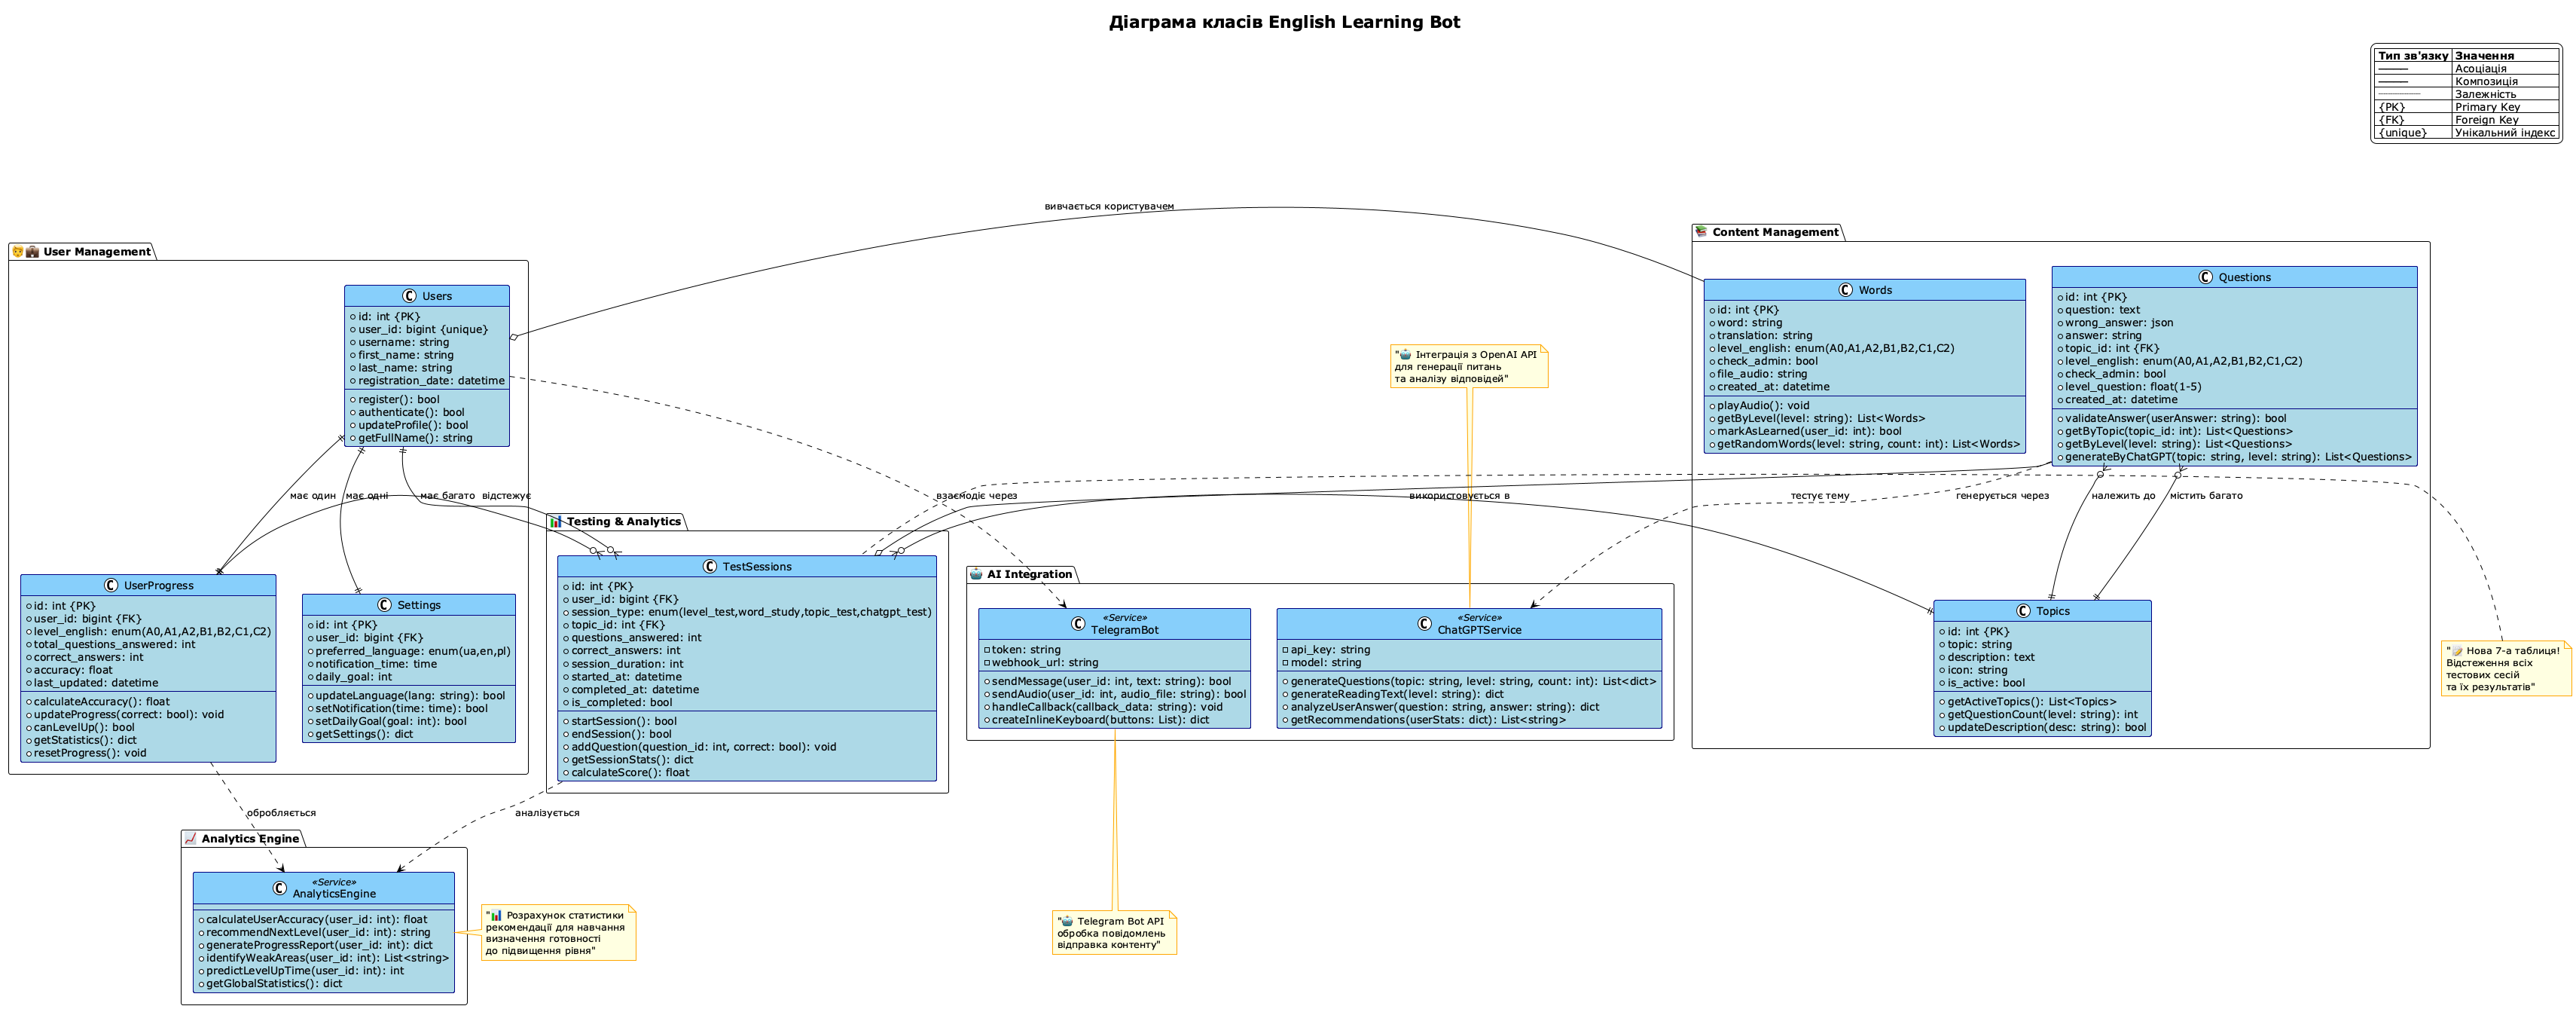 Діаграма класів English Learning Bot
Тип зв'язку Значення
Асоціація
Композиція
Залежність
{PK} Primary Key
{FK} Foreign Key
{unique} Унікальний індекс
вивчається користувачем
User Management
Users
id: int {PK}
user_id: bigint {unique}
username: string
first_name: string
last_name: string
registration_date: datetime
register(): bool
authenticate(): bool
updateProfile(): bool
getFullName(): string
Content Management
Words
id: int {PK}
word: string
translation: string
level_english: enum(A0,A1,A2,B1,B2,C1,C2)
check_admin: bool
file_audio: string
created_at: datetime
playAudio(): void
getByLevel(level: string): List<Words>
markAsLearned(user_id: int): bool
getRandomWords(level: string, count: int): List<Words>
Questions
id: int {PK}
question: text
wrong_answer: json
answer: string
topic_id: int {FK}
level_english: enum(A0,A1,A2,B1,B2,C1,C2)
check_admin: bool
level_question: float(1-5)
created_at: datetime
validateAnswer(userAnswer: string): bool
getByTopic(topic_id: int): List<Questions>
getByLevel(level: string): List<Questions>
generateByChatGPT(topic: string, level: string): List<Questions>
"🤖 Інтеграція з OpenAI API
для генерації питань
та аналізу відповідей"
має один
має одні
має багато
відстежує
взаємодіє через
використовується в
тестує тему
генерується через
належить до
містить багато
UserProgress
id: int {PK}
user_id: bigint {FK}
level_english: enum(A0,A1,A2,B1,B2,C1,C2)
total_questions_answered: int
correct_answers: int
accuracy: float
last_updated: datetime
calculateAccuracy(): float
updateProgress(correct: bool): void
canLevelUp(): bool
getStatistics(): dict
resetProgress(): void
Settings
id: int {PK}
user_id: bigint {FK}
preferred_language: enum(ua,en,pl)
notification_time: time
daily_goal: int
updateLanguage(lang: string): bool
setNotification(time: time): bool
setDailyGoal(goal: int): bool
getSettings(): dict
Testing & Analytics
TestSessions
id: int {PK}
user_id: bigint {FK}
session_type: enum(level_test,word_study,topic_test,chatgpt_test)
topic_id: int {FK}
questions_answered: int
correct_answers: int
session_duration: int
started_at: datetime
completed_at: datetime
is_completed: bool
startSession(): bool
endSession(): bool
addQuestion(question_id: int, correct: bool): void
getSessionStats(): dict
calculateScore(): float
AI Integration
«Service»
TelegramBot
token: string
webhook_url: string
sendMessage(user_id: int, text: string): bool
sendAudio(user_id: int, audio_file: string): bool
handleCallback(callback_data: string): void
createInlineKeyboard(buttons: List): dict
«Service»
ChatGPTService
api_key: string
model: string
generateQuestions(topic: string, level: string, count: int): List<dict>
generateReadingText(level: string): dict
analyzeUserAnswer(question: string, answer: string): dict
getRecommendations(userStats: dict): List<string>
Topics
id: int {PK}
topic: string
description: text
icon: string
is_active: bool
getActiveTopics(): List<Topics>
getQuestionCount(level: string): int
updateDescription(desc: string): bool
"📝 Нова 7-а таблиця!
Відстеження всіх
тестових сесій
та їх результатів"
обробляється
аналізується
Analytics Engine
«Service»
AnalyticsEngine
calculateUserAccuracy(user_id: int): float
recommendNextLevel(user_id: int): string
generateProgressReport(user_id: int): dict
identifyWeakAreas(user_id: int): List<string>
predictLevelUpTime(user_id: int): int
getGlobalStatistics(): dict
"📊 Розрахунок статистики
рекомендації для навчання
визначення готовності
до підвищення рівня"
"🤖 Telegram Bot API
обробка повідомлень
відправка контенту"